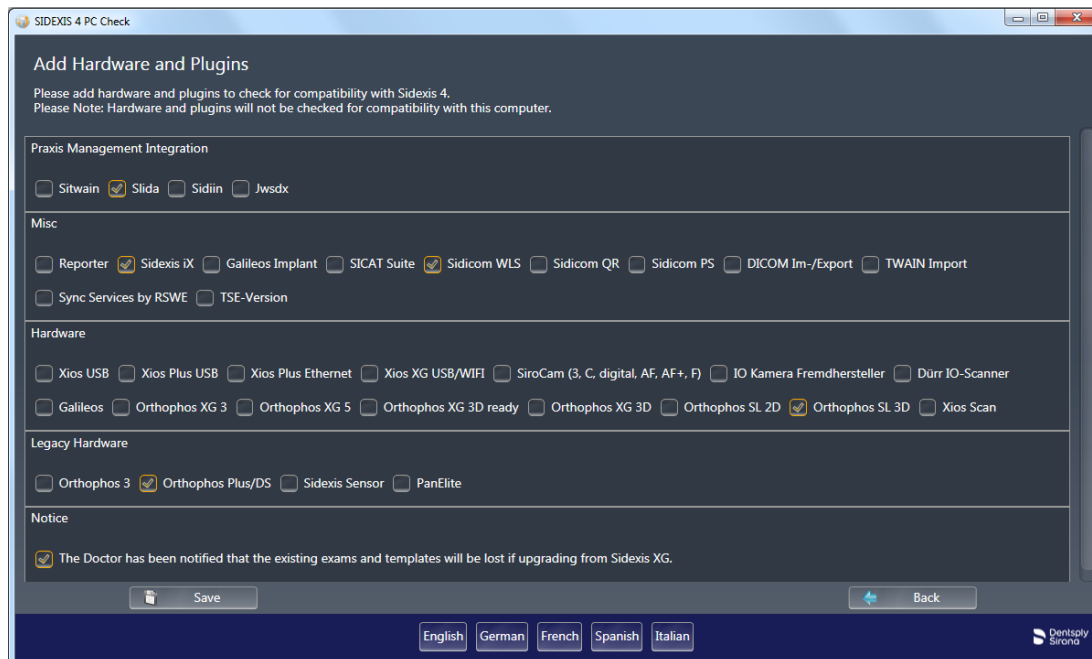 SIDEXIS 4 PC Check
Add Hardware and Plugins
Please add hardware and plugins to check for compatibility with Sidexis 4.
Please Note: Hardware and plugins will not be checked for compatibility with this computer.
Praxis Management Integration
Sitwain Slida Sidiin Jwsdx
Misc
Reporter Sidexis iX Galileos Implant SICAT Suite Sidicom WLS Sidicom QR Sidicom PS DICOM Im-/Export TWAIN Import
Sync Services by RSWE TSE-Version
Hardware
Xios USB Xios Plus USB Xios Plus Ethernet Xios XG USB/WIFI SiroCam (3, C, digital, AF, AF+, F) IO Kamera Fremdhersteller Dürr IO-Scanner
Galileos Orthophos XG 3 Orthophos XG 5 Orthophos XG 3D ready Orthophos XG 3D Orthophos SL 2D Orthophos SL 3D Xios Scan
Legacy Hardware
Orthophos 3 Orthophos Plus/DS Sidexis Sensor PanElite
Notice
The Doctor has been notified that the existing exams and templates will be lost if upgrading from Sidexis XG.
Save Back
English German French Spanish Italian
Dentsply
Sirona